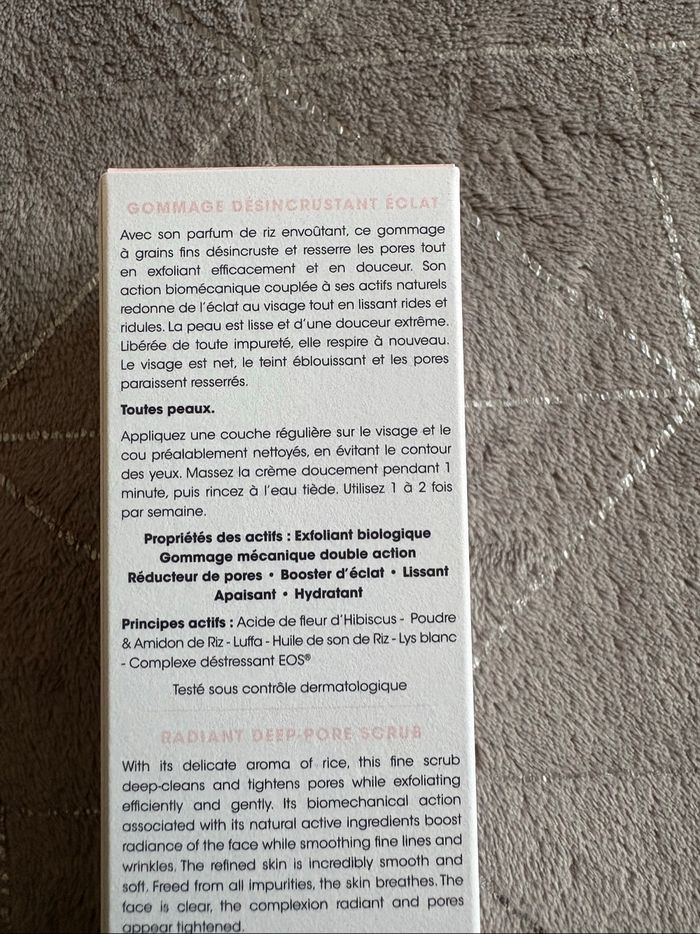 GOMMAGE DÉSINCRUSTANT ÉCLAT
Avec son parfum de riz envoûtant, ce gommage
à grains fins désincruste et resserre les pores tout
en exfoliant efficacement et en douceur. Son
action biomécanique couplée à ses actifs naturels
redonne de l'éclat au visage tout en lissant rides et
ridules. La peau est lisse et d'une douceur extrême.
Libérée de toute impureté, elle respire à nouveau.
Le visage est net, le teint éblouissant et les pores
paraissent resserrés.
Toutes peaux.
Appliquez une couche régulière sur le visage et le
cou préalablement nettoyés, en évitant le contour
des yeux. Massez la crème doucement pendant 1
minute, puis rincez à l'eau tiède. Utilisez 1 à 2 fois
par semaine.
Propriétés des actifs : Exfoliant biologique
Gommage mécanique double action
Réducteur de pores • Booster d'éclat • Lissant
Apaisant • Hydratant
Principes actifs : Acide de fleur d'Hibiscus - Poudre
& Amidon de Riz - Luffa - Huile de son de Riz - Lys blanc
- Complexe déstressant EOS®
Testé sous contrôle dermatologique
RADIANT DEEP-PORE SCRUB
With its delicate aroma of rice, this fine scrub
deep-cleans and tightens pores while exfoliating
efficiently and gently. Its biomechanical action
associated with its natural active ingredients boost
radiance of the face while smoothing fine lines and
wrinkles. The refined skin is incredibly smooth and
soft. Freed from all impurities, the skin breathes. The
face is clear, the complexion radiant and pores
appear tightened.